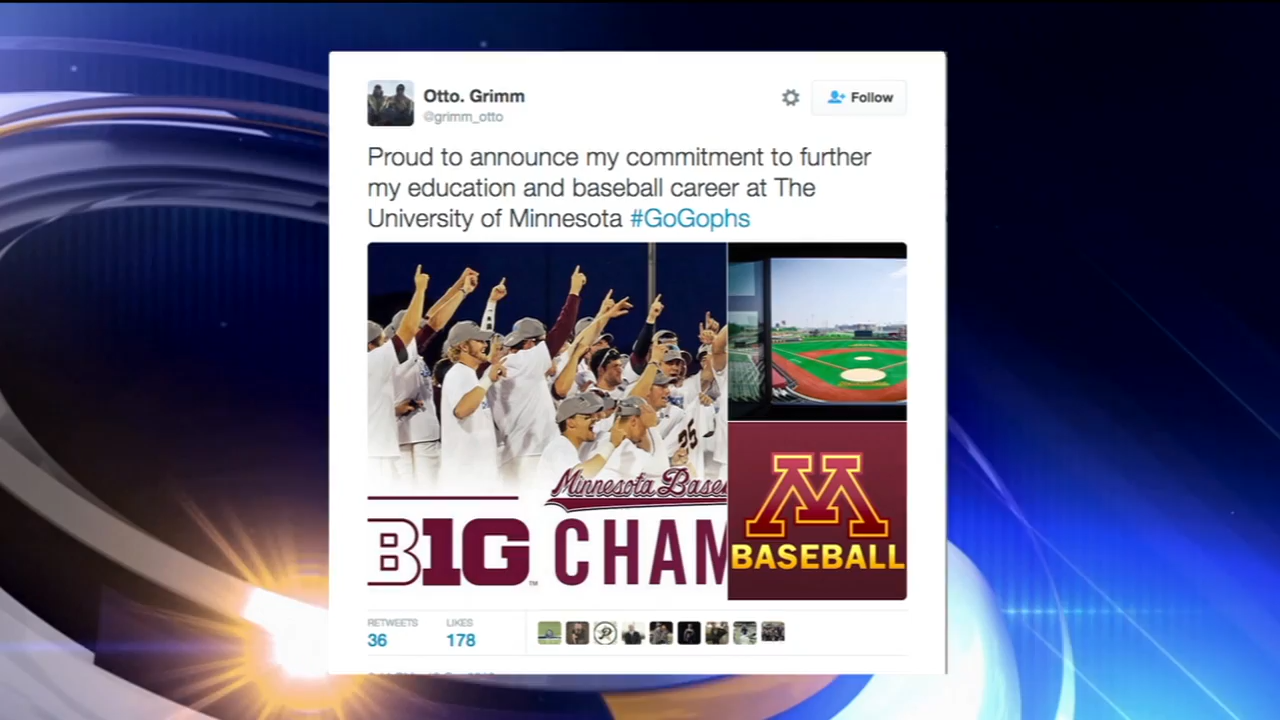 Otto. Grimm
@grimm_otto
Follow
Proud to announce my commitment to further
my education and baseball career at The
University of Minnesota #GoGophs
25
Minnesota Base
B1G CHAM
M
BASEBALL
RETWEETS
36
LIKES
178